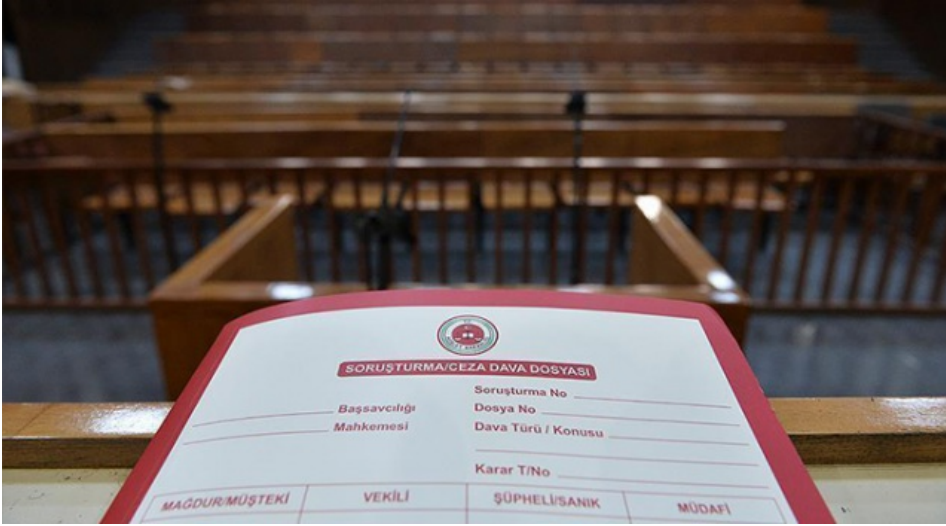 SORUŞTURMA/CEZA DAVA DOSYASI
Başsavcılığı
Mahkemesi
Soruşturma No
Dosya No
Dava Türü / Konusu
Karar T/No
MAĞDUR/MÜŞTEKİ VEKİLİ ŞÜPHELİ/SANIK MÜDAFİ